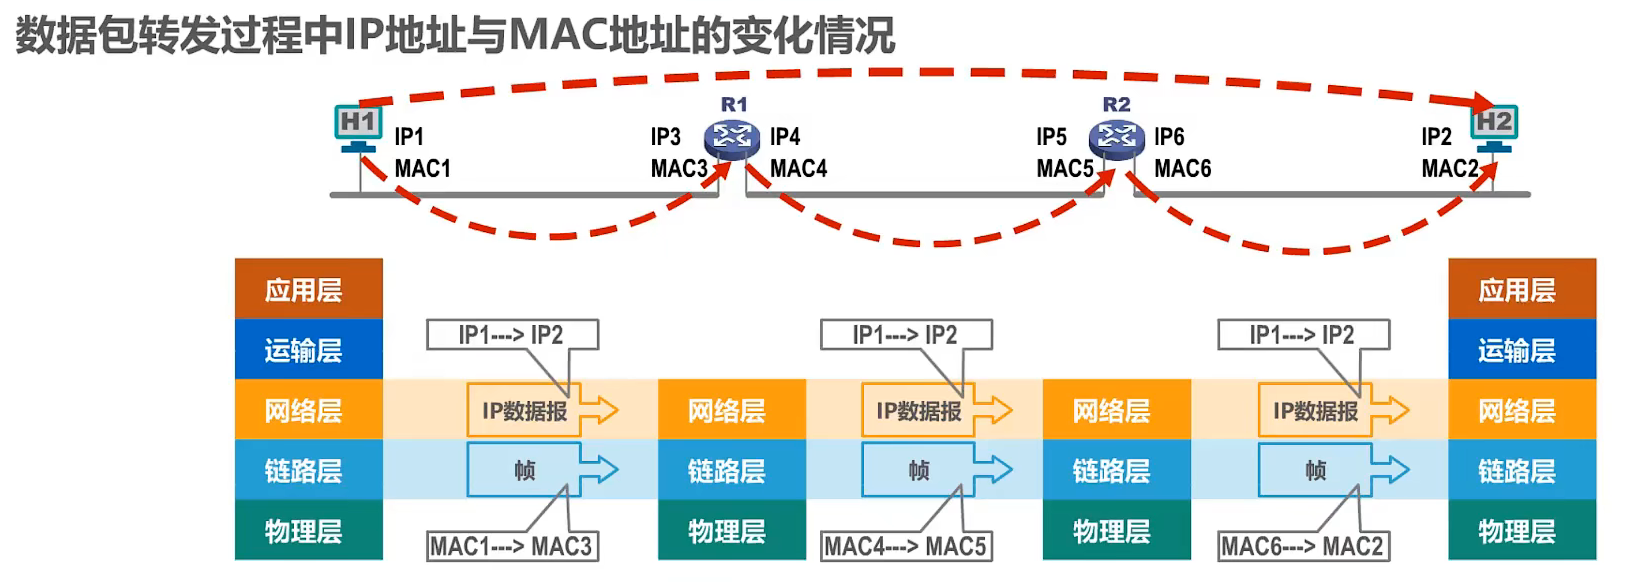 数据包转发过程中IP地址与MAC地址的变化情况
R1
R2
H1
H2
IP1
IP3
IP4
IP5
IP6
IP2
MAC1
MAC3
MAC4
MAC5
MAC6
MAC2
应用层
应用层
运输层
IP1---> IP2
IP1---> IP2
IP1---> IP2
运输层
网络层
IP数据报
网络层
IP数据报
网络层
IP数据报
网络层
链路层
帧
链路层
帧
链路层
帧
链路层
物理层
MAC1---> MAC3
物理层
MAC4---> MAC5
物理层
MAC6---> MAC2
物理层